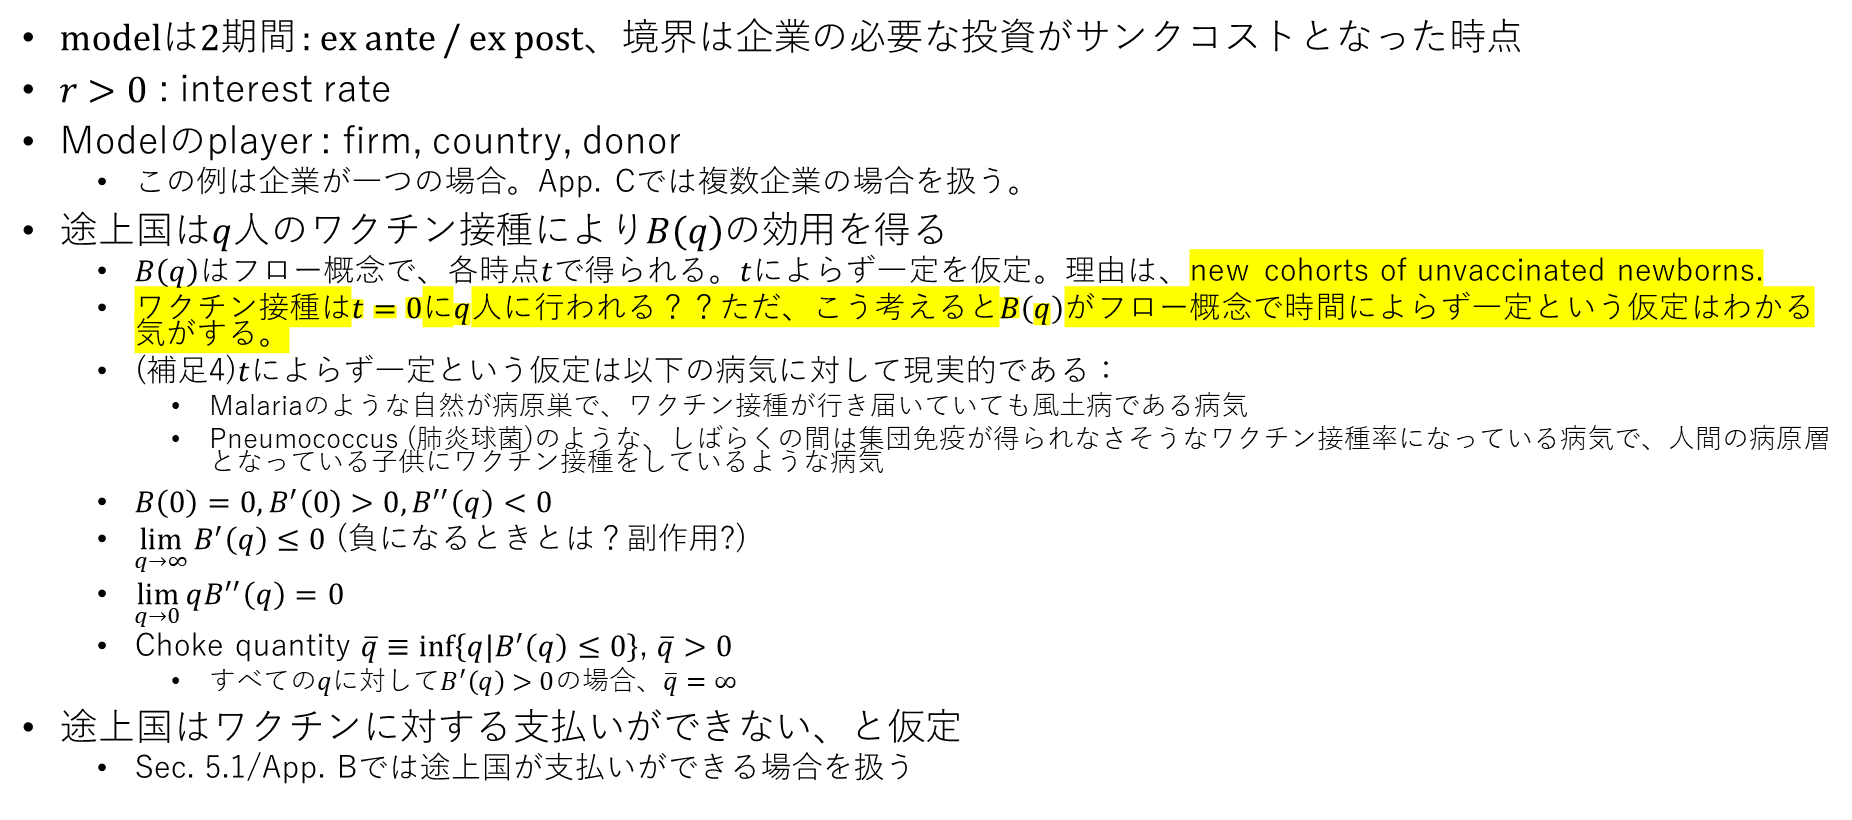 • modelは2期間: ex ante / ex post、境界は企業の必要な投資がサンクコストとなった時点
• r > 0 : interest rate
• Modelのplayer : firm, country, donor
• この例は企業が一つの場合。App. Cでは複数企業の場合を扱う。
• 途上国はq人のワクチン接種によりB(q)の効用を得る
• B(q)はフロー概念で、各時点tで得られる。tによらず一定を仮定。理由は、new cohorts of unvaccinated newborns.
• ワクチン接種はt = 0にq人に行われる？？ただ、こう考えるとB(q)がフロー概念で時間によらず一定という仮定はわかる
気がする。
• (補足4)tによらず一定という仮定は以下の病気に対して現実的である：
• Malariaのような自然が病原巣で、ワクチン接種が行き届いていても風土病である病気
• Pneumococcus (肺炎球菌)のような、しばらくの間は集団免疫が得られなさそうなワクチン接種率になっている病気で、人間の病原層
となっている子供にワクチン接種をしているような病気
• B(0) = 0, B′(0) > 0, B′′(q) < 0
• lim q→∞ B′(q) ≤ 0 (負になるときとは？副作用?)
• lim q→0 qB′′(q) = 0
• Choke quantity q̄ ≡ inf{q|B′(q) ≤ 0}, q̄ > 0
• すべてのqに対してB′(q) > 0の場合、q̄ = ∞
• 途上国はワクチンに対する支払いができない、と仮定
• Sec. 5.1/App. Bでは途上国が支払いができる場合を扱う